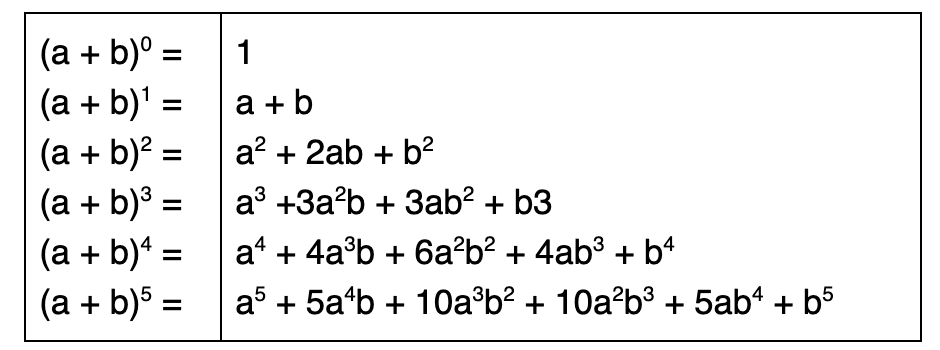 (a + b)⁰ = 1
(a + b)¹ = a + b
(a + b)² = a² + 2ab + b²
(a + b)³ = a³ +3a²b + 3ab² + b3
(a + b)⁴ = a⁴ + 4a³b + 6a²b² + 4ab³ + b⁴
(a + b)⁵ = a⁵ + 5a⁴b + 10a³b² + 10a²b³ + 5ab⁴ + b⁵